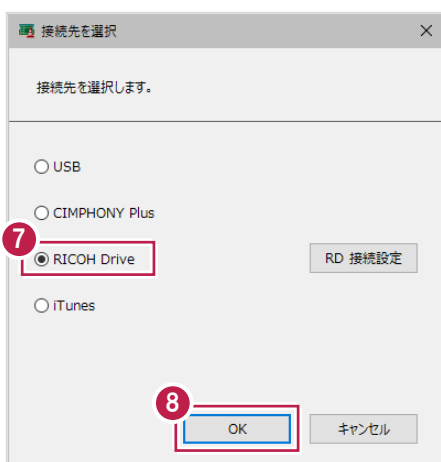 接続先を選択
接続先を選択します。
USB
CIMPHONY Plus
7
RICOH Drive
RD 接続設定
iTunes
8
OK
キャンセル